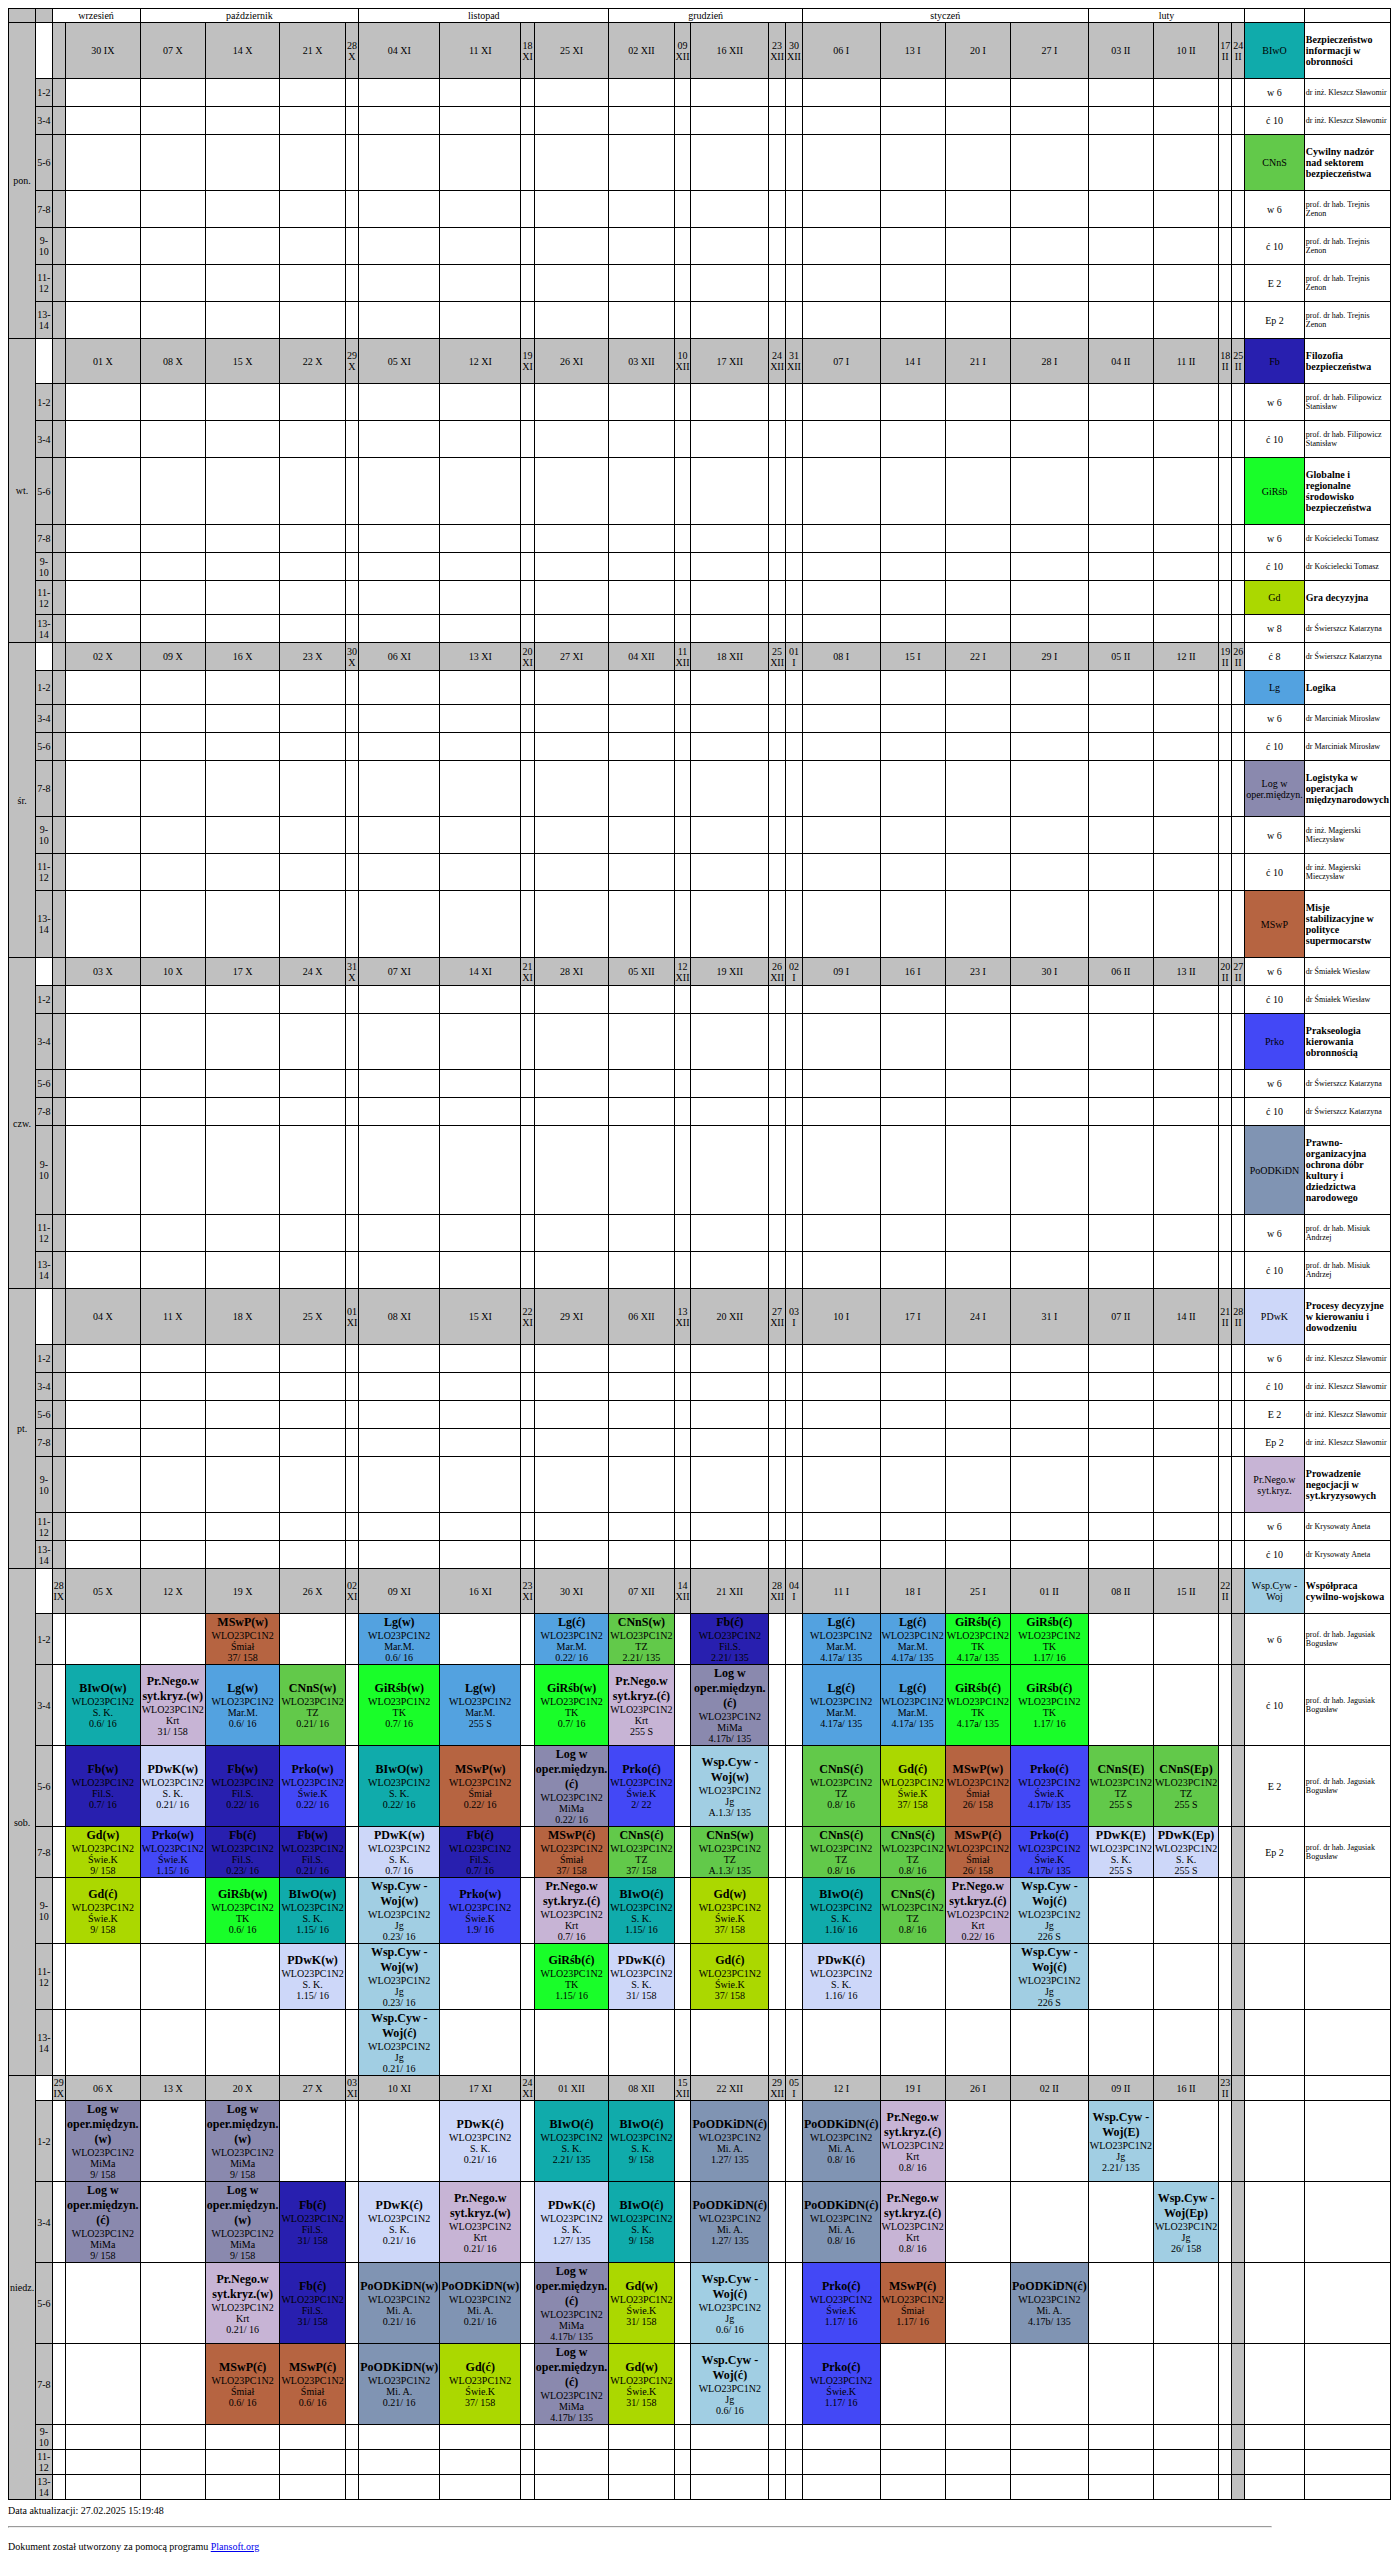 wrzesień październik listopad grudzień styczeń luty
pon. 30 IX 07 X 14 X 21 X 28 X 04 XI 11 XI 18 XI 25 XI 02 XII 09 XII 16 XII 23 XII 30 XII 06 I 13 I 20 I 27 I 03 II 10 II 17 II 24 II BIwO Bezpieczeństwo informacji w obronności
1-2 w 6 dr inż. Kleszcz Sławomir
3-4 ć 10 dr inż. Kleszcz Sławomir
5-6 CNnS Cywilny nadzór nad sektorem bezpieczeństwa
7-8 w 6 prof. dr hab. Trejnis Zenon
9-10 ć 10 prof. dr hab. Trejnis Zenon
11-12 E 2 prof. dr hab. Trejnis Zenon
13-14 Ep 2 prof. dr hab. Trejnis Zenon
wt. 01 X 08 X 15 X 22 X 29 X 05 XI 12 XI 19 XI 26 XI 03 XII 10 XII 17 XII 24 XII 31 XII 07 I 14 I 21 I 28 I 04 II 11 II 18 II 25 II Fb Filozofia bezpieczeństwa
1-2 w 6 prof. dr hab. Filipowicz Stanisław
3-4 ć 10 prof. dr hab. Filipowicz Stanisław
5-6 GiRśb Globalne i regionalne środowisko bezpieczeństwa
7-8 w 6 dr Kościelecki Tomasz
9-10 ć 10 dr Kościelecki Tomasz
11-12 Gd Gra decyzyjna
13-14 w 8 dr Świerszcz Katarzyna
śr. 02 X 09 X 16 X 23 X 30 X 06 XI 13 XI 20 XI 27 XI 04 XII 11 XII 18 XII 25 XII 01 I 08 I 15 I 22 I 29 I 05 II 12 II 19 II 26 II ć 8 dr Świerszcz Katarzyna
1-2 Lg Logika
3-4 w 6 dr Marciniak Mirosław
5-6 ć 10 dr Marciniak Mirosław
7-8 Log w oper.międzyn. Logistyka w operacjach międzynarodowych
9-10 w 6 dr inż. Magierski Mieczysław
11-12 ć 10 dr inż. Magierski Mieczysław
13-14 MSwP Misje stabilizacyjne w polityce supermocarstw
czw. 03 X 10 X 17 X 24 X 31 X 07 XI 14 XI 21 XI 28 XI 05 XII 12 XII 19 XII 26 XII 02 I 09 I 16 I 23 I 30 I 06 II 13 II 20 II 27 II w 6 dr Śmiałek Wiesław
1-2 ć 10 dr Śmiałek Wiesław
3-4 Prko Prakseologia kierowania obronnością
5-6 w 6 dr Świerszcz Katarzyna
7-8 ć 10 dr Świerszcz Katarzyna
9-10 PoODKiDN Prawno-organizacyjna ochrona dóbr kultury i dziedzictwa narodowego
11-12 w 6 prof. dr hab. Misiuk Andrzej
13-14 ć 10 prof. dr hab. Misiuk Andrzej
pt. 04 X 11 X 18 X 25 X 01 XI 08 XI 15 XI 22 XI 29 XI 06 XII 13 XII 20 XII 27 XII 03 I 10 I 17 I 24 I 31 I 07 II 14 II 21 II 28 II PDwK Procesy decyzyjne w kierowaniu i dowodzeniu
1-2 w 6 dr inż. Kleszcz Sławomir
3-4 ć 10 dr inż. Kleszcz Sławomir
5-6 E 2 dr inż. Kleszcz Sławomir
7-8 Ep 2 dr inż. Kleszcz Sławomir
9-10 Pr.Nego.w syt.kryz. Prowadzenie negocjacji w syt.kryzysowych
11-12 w 6 dr Krysowaty Aneta
13-14 ć 10 dr Krysowaty Aneta
sob. 28 IX 05 X 12 X 19 X 26 X 02 XI 09 XI 16 XI 23 XI 30 XI 07 XII 14 XII 21 XII 28 XII 04 I 11 I 18 I 25 I 01 II 08 II 15 II 22 II Wsp.Cyw - Woj Współpraca cywilno-wojskowa
1-2 MSwP(w) WLO23PC1N2 Śmiał 37/ 158 Lg(w) WLO23PC1N2 Mar.M. 0.6/ 16 Lg(ć) WLO23PC1N2 Mar.M. 0.22/ 16 CNnS(w) WLO23PC1N2 TZ 2.21/ 135 Fb(ć) WLO23PC1N2 Fil.S. 2.21/ 135 Lg(ć) WLO23PC1N2 Mar.M. 4.17a/ 135 Lg(ć) WLO23PC1N2 Mar.M. 4.17a/ 135 GiRśb(ć) WLO23PC1N2 TK 4.17a/ 135 GiRśb(ć) WLO23PC1N2 TK 1.17/ 16 w 6 prof. dr hab. Jagusiak Bogusław
3-4 BIwO(w) WLO23PC1N2 S. K. 0.6/ 16 Pr.Nego.w syt.kryz.(w) WLO23PC1N2 Krt 31/ 158 Lg(w) WLO23PC1N2 Mar.M. 0.6/ 16 CNnS(w) WLO23PC1N2 TZ 0.21/ 16 GiRśb(w) WLO23PC1N2 TK 0.7/ 16 Lg(w) WLO23PC1N2 Mar.M. 255 S GiRśb(w) WLO23PC1N2 TK 0.7/ 16 Pr.Nego.w syt.kryz.(ć) WLO23PC1N2 Krt 255 S Log w oper.międzyn.(ć) WLO23PC1N2 MiMa 4.17b/ 135 Lg(ć) WLO23PC1N2 Mar.M. 4.17a/ 135 Lg(ć) WLO23PC1N2 Mar.M. 4.17a/ 135 GiRśb(ć) WLO23PC1N2 TK 4.17a/ 135 GiRśb(ć) WLO23PC1N2 TK 1.17/ 16 ć 10 prof. dr hab. Jagusiak Bogusław
5-6 Fb(w) WLO23PC1N2 Fil.S. 0.7/ 16 PDwK(w) WLO23PC1N2 S. K. 0.21/ 16 Fb(w) WLO23PC1N2 Fil.S. 0.22/ 16 Prko(w) WLO23PC1N2 Świe.K 0.22/ 16 BIwO(w) WLO23PC1N2 S. K. 0.22/ 16 MSwP(w) WLO23PC1N2 Śmiał 0.22/ 16 Log w oper.międzyn.(ć) WLO23PC1N2 MiMa 0.22/ 16 Prko(ć) WLO23PC1N2 Świe.K 2/ 22 Wsp.Cyw - Woj(w) WLO23PC1N2 Jg A.1.3/ 135 CNnS(ć) WLO23PC1N2 TZ 0.8/ 16 Gd(ć) WLO23PC1N2 Świe.K 37/ 158 MSwP(w) WLO23PC1N2 Śmiał 26/ 158 Prko(ć) WLO23PC1N2 Świe.K 4.17b/ 135 CNnS(E) WLO23PC1N2 TZ 255 S CNnS(Ep) WLO23PC1N2 TZ 255 S E 2 prof. dr hab. Jagusiak Bogusław
7-8 Gd(w) WLO23PC1N2 Świe.K 9/ 158 Prko(w) WLO23PC1N2 Świe.K 1.15/ 16 Fb(ć) WLO23PC1N2 Fil.S. 0.23/ 16 Fb(w) WLO23PC1N2 Fil.S. 0.21/ 16 PDwK(w) WLO23PC1N2 S. K. 0.7/ 16 Fb(ć) WLO23PC1N2 Fil.S. 0.7/ 16 MSwP(ć) WLO23PC1N2 Śmiał 37/ 158 CNnS(ć) WLO23PC1N2 TZ 37/ 158 CNnS(w) WLO23PC1N2 TZ A.1.3/ 135 CNnS(ć) WLO23PC1N2 TZ 0.8/ 16 CNnS(ć) WLO23PC1N2 TZ 0.8/ 16 MSwP(ć) WLO23PC1N2 Śmiał 26/ 158 Prko(ć) WLO23PC1N2 Świe.K 4.17b/ 135 PDwK(E) WLO23PC1N2 S. K. 255 S PDwK(Ep) WLO23PC1N2 S. K. 255 S Ep 2 prof. dr hab. Jagusiak Bogusław
9-10 Gd(ć) WLO23PC1N2 Świe.K 9/ 158 GiRśb(w) WLO23PC1N2 TK 0.6/ 16 BIwO(w) WLO23PC1N2 S. K. 1.15/ 16 Wsp.Cyw - Woj(w) WLO23PC1N2 Jg 0.23/ 16 Prko(w) WLO23PC1N2 Świe.K 1.9/ 16 Pr.Nego.w syt.kryz.(ć) WLO23PC1N2 Krt 0.7/ 16 BIwO(ć) WLO23PC1N2 S. K. 1.15/ 16 Gd(w) WLO23PC1N2 Świe.K 37/ 158 BIwO(ć) WLO23PC1N2 S. K. 1.16/ 16 CNnS(ć) WLO23PC1N2 TZ 0.8/ 16 Pr.Nego.w syt.kryz.(ć) WLO23PC1N2 Krt 0.22/ 16 Wsp.Cyw - Woj(ć) WLO23PC1N2 Jg 226 S
11-12 PDwK(w) WLO23PC1N2 S. K. 1.15/ 16 Wsp.Cyw - Woj(w) WLO23PC1N2 Jg 0.23/ 16 GiRśb(ć) WLO23PC1N2 TK 1.15/ 16 PDwK(ć) WLO23PC1N2 S. K. 31/ 158 Gd(ć) WLO23PC1N2 Świe.K 37/ 158 PDwK(ć) WLO23PC1N2 S. K. 1.16/ 16 Wsp.Cyw - Woj(ć) WLO23PC1N2 Jg 226 S
13-14 Wsp.Cyw - Woj(ć) WLO23PC1N2 Jg 0.21/ 16
niedz. 29 IX 06 X 13 X 20 X 27 X 03 XI 10 XI 17 XI 24 XI 01 XII 08 XII 15 XII 22 XII 29 XII 05 I 12 I 19 I 26 I 02 II 09 II 16 II 23 II
1-2 Log w oper.międzyn.(w) WLO23PC1N2 MiMa 9/ 158 Log w oper.międzyn.(w) WLO23PC1N2 MiMa 9/ 158 PDwK(ć) WLO23PC1N2 S. K. 0.21/ 16 BIwO(ć) WLO23PC1N2 S. K. 2.21/ 135 BIwO(ć) WLO23PC1N2 S. K. 9/ 158 PoODKiDN(ć) WLO23PC1N2 Mi. A. 1.27/ 135 PoODKiDN(ć) WLO23PC1N2 Mi. A. 0.8/ 16 Pr.Nego.w syt.kryz.(ć) WLO23PC1N2 Krt 0.8/ 16 Wsp.Cyw - Woj(E) WLO23PC1N2 Jg 2.21/ 135
3-4 Log w oper.międzyn.(ć) WLO23PC1N2 MiMa 9/ 158 Log w oper.międzyn.(w) WLO23PC1N2 MiMa 9/ 158 Fb(ć) WLO23PC1N2 Fil.S. 31/ 158 PDwK(ć) WLO23PC1N2 S. K. 0.21/ 16 Pr.Nego.w syt.kryz.(w) WLO23PC1N2 Krt 0.21/ 16 PDwK(ć) WLO23PC1N2 S. K. 1.27/ 135 BIwO(ć) WLO23PC1N2 S. K. 9/ 158 PoODKiDN(ć) WLO23PC1N2 Mi. A. 1.27/ 135 PoODKiDN(ć) WLO23PC1N2 Mi. A. 0.8/ 16 Pr.Nego.w syt.kryz.(ć) WLO23PC1N2 Krt 0.8/ 16 Wsp.Cyw - Woj(Ep) WLO23PC1N2 Jg 26/ 158
5-6 Pr.Nego.w syt.kryz.(w) WLO23PC1N2 Krt 0.21/ 16 Fb(ć) WLO23PC1N2 Fil.S. 31/ 158 PoODKiDN(w) WLO23PC1N2 Mi. A. 0.21/ 16 PoODKiDN(w) WLO23PC1N2 Mi. A. 0.21/ 16 Log w oper.międzyn.(ć) WLO23PC1N2 MiMa 4.17b/ 135 Gd(w) WLO23PC1N2 Świe.K 31/ 158 Wsp.Cyw - Woj(ć) WLO23PC1N2 Jg 0.6/ 16 Prko(ć) WLO23PC1N2 Świe.K 1.17/ 16 MSwP(ć) WLO23PC1N2 Śmiał 1.17/ 16 PoODKiDN(ć) WLO23PC1N2 Mi. A. 4.17b/ 135
7-8 MSwP(ć) WLO23PC1N2 Śmiał 0.6/ 16 MSwP(ć) WLO23PC1N2 Śmiał 0.6/ 16 PoODKiDN(w) WLO23PC1N2 Mi. A. 0.21/ 16 Gd(ć) WLO23PC1N2 Świe.K 37/ 158 Log w oper.międzyn.(ć) WLO23PC1N2 MiMa 4.17b/ 135 Gd(w) WLO23PC1N2 Świe.K 31/ 158 Wsp.Cyw - Woj(ć) WLO23PC1N2 Jg 0.6/ 16 Prko(ć) WLO23PC1N2 Świe.K 1.17/ 16
9-10
11-12
13-14
Data aktualizacji: 27.02.2025 15:19:48
Dokument został utworzony za pomocą programu Plansoft.org